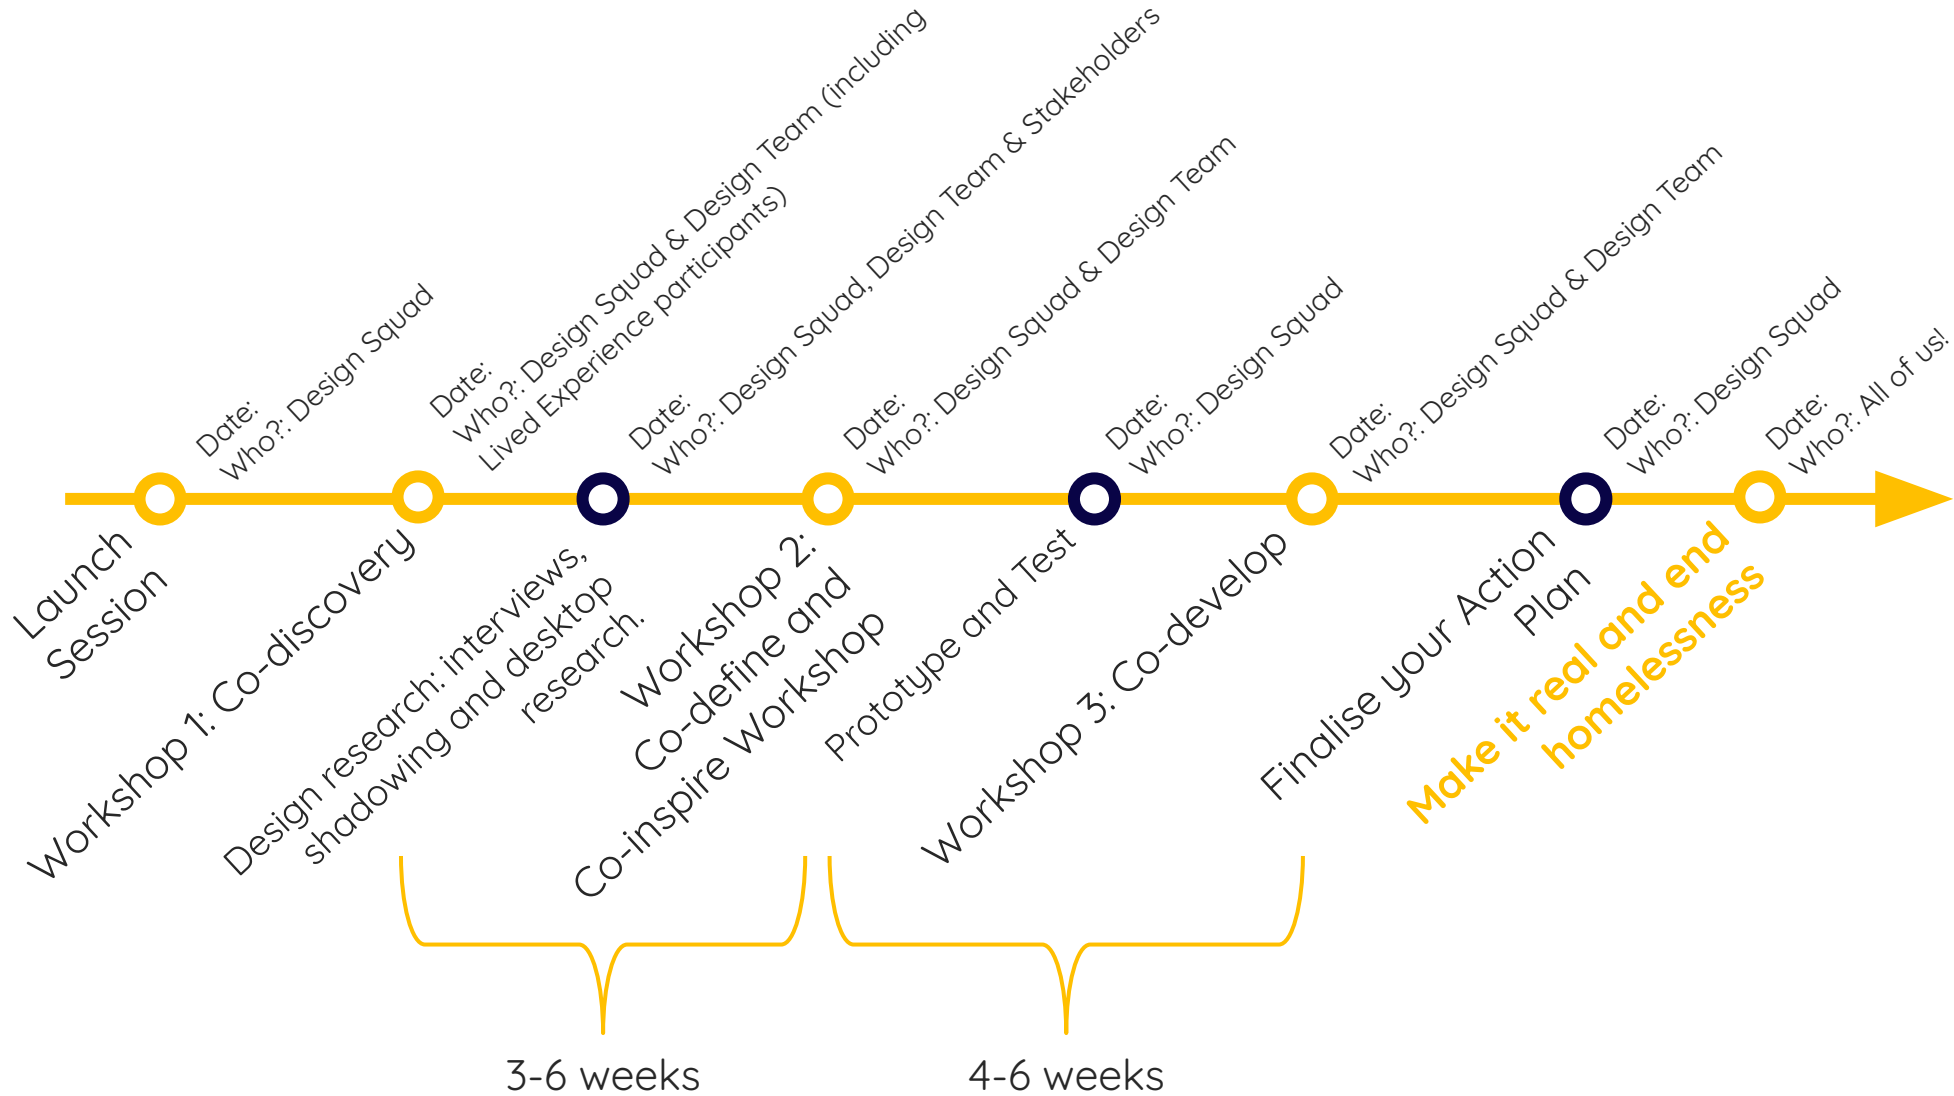 Date:
Who?: Design Squad
Launch
Session
Date:
Who?: Design Squad & Design Team (including
Lived Experience participants)
Workshop 1: Co-discovery
Date:
Who?: Design Squad, Design Team & Stakeholders
Design research: interviews,
shadowing and desktop
research.
Date:
Who?: Design Squad & Design Team
Workshop 2:
Co-define and
Co-inspire Workshop
Date:
Who?: Design Squad
Prototype and Test
Date:
Who?: Design Squad & Design Team
Workshop 3: Co-develop
Date:
Who?: Design Squad
Finalise your Action
Plan
Date:
Who?: All of us!
Make it real and end
homelessness
3-6 weeks
4-6 weeks